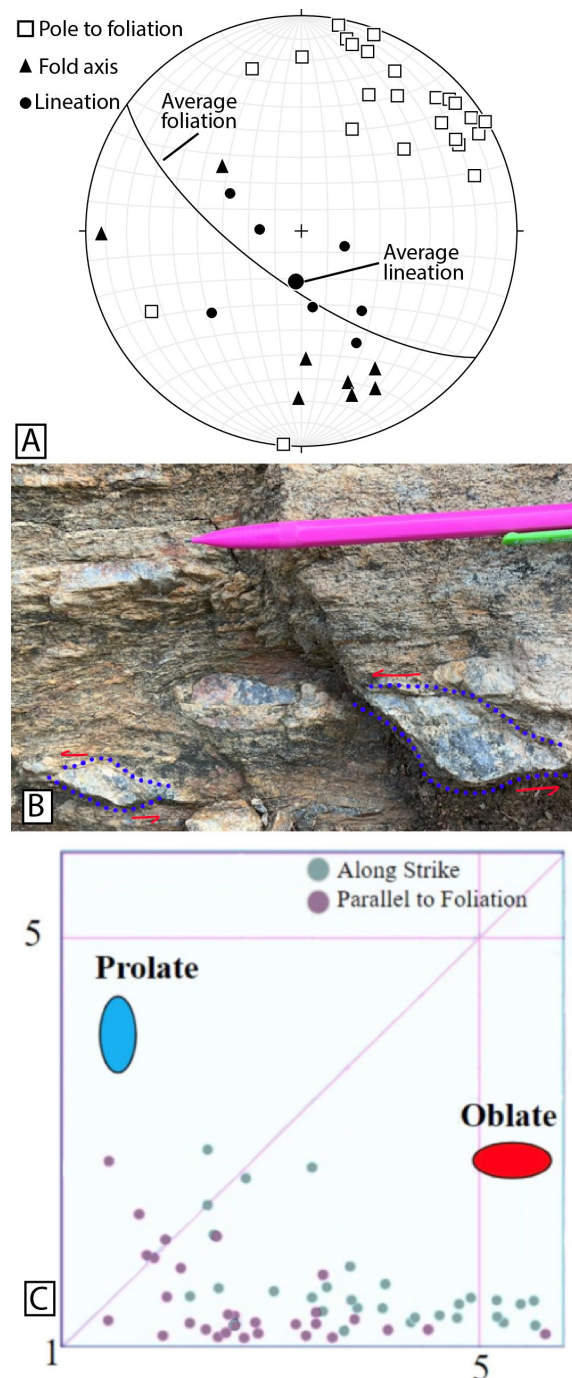 Pole to foliation
Fold axis
Lineation
Average
foliation
Average
lineation
A
B
Along Strike
Parallel to Foliation
5
Prolate
Oblate
C
1
5